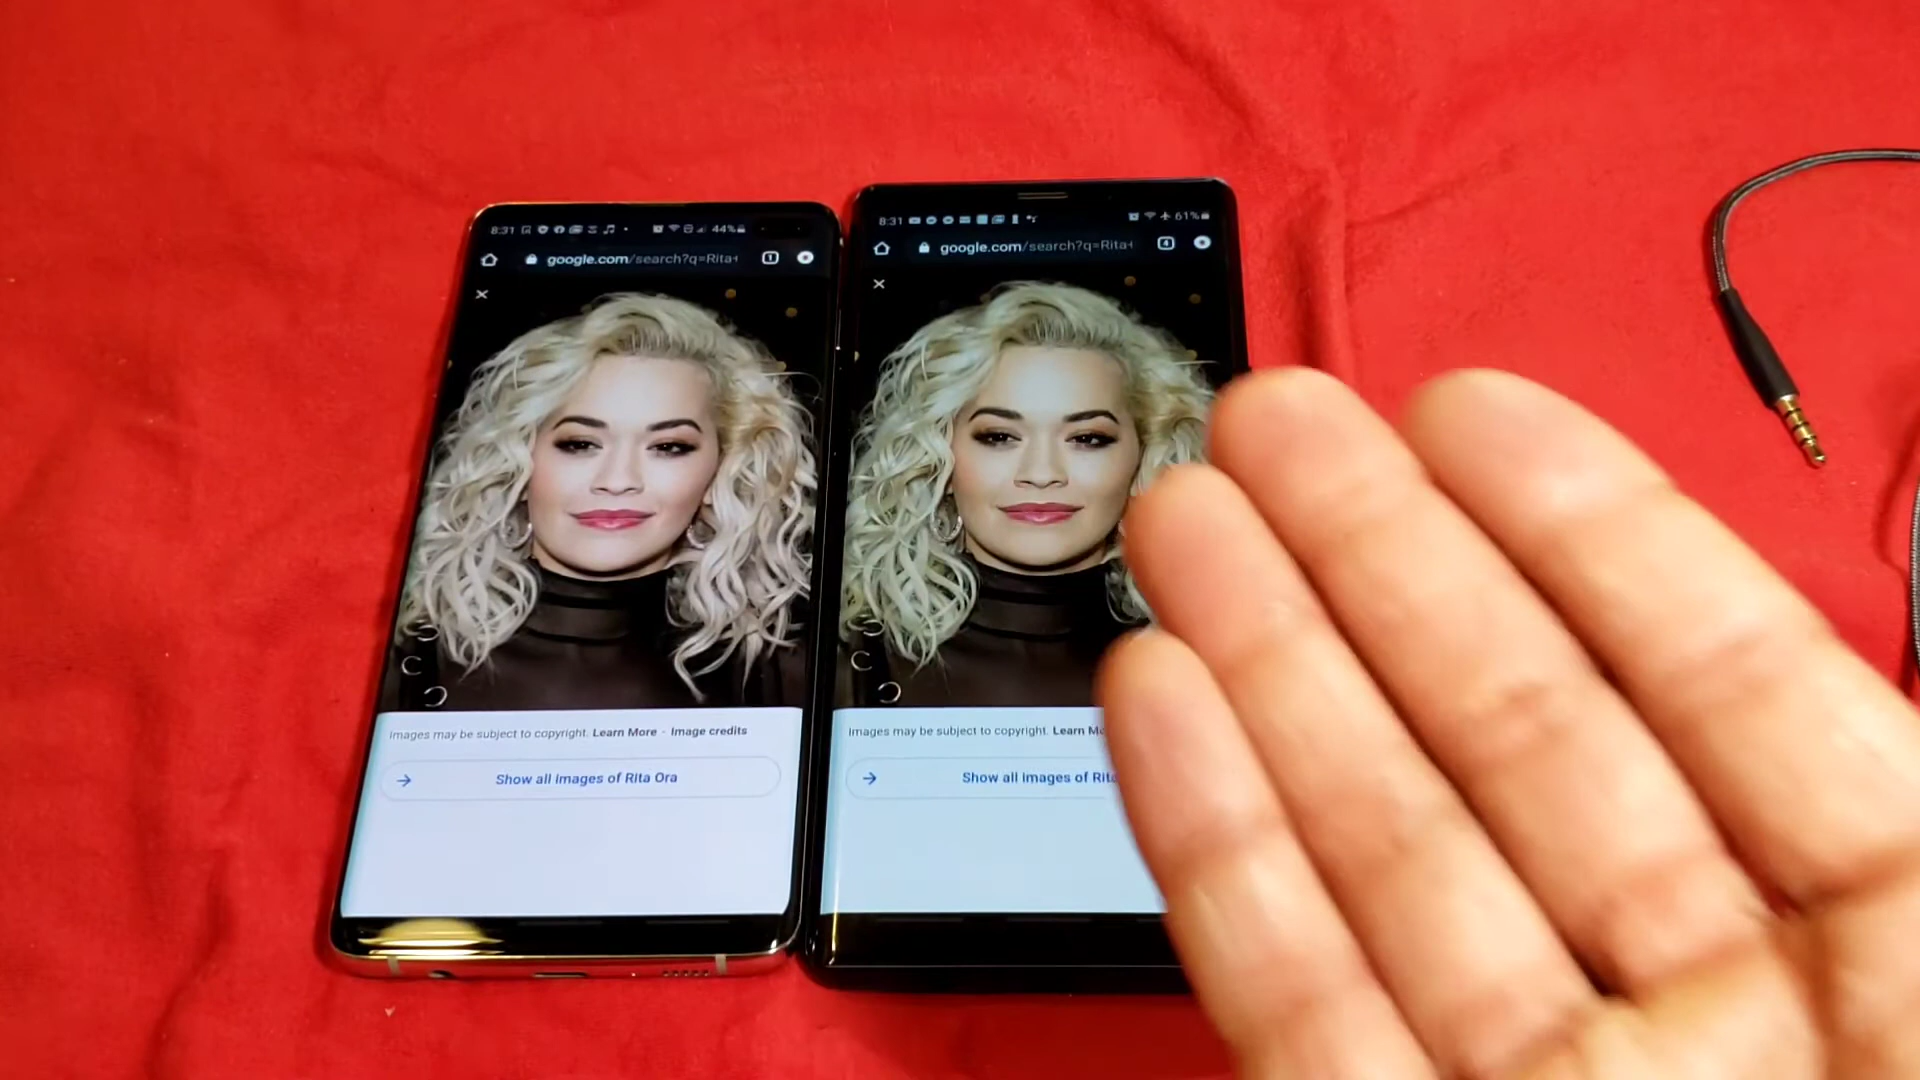 8:31 44%
google.com/search?q=Rita+
1
Images may be subject to copyright. Learn More · Image credits
Show all images of Rita Ora
8:31 61%
google.com/search?q=Rita+
4
Images may be subject to copyright. Learn
Show all images of